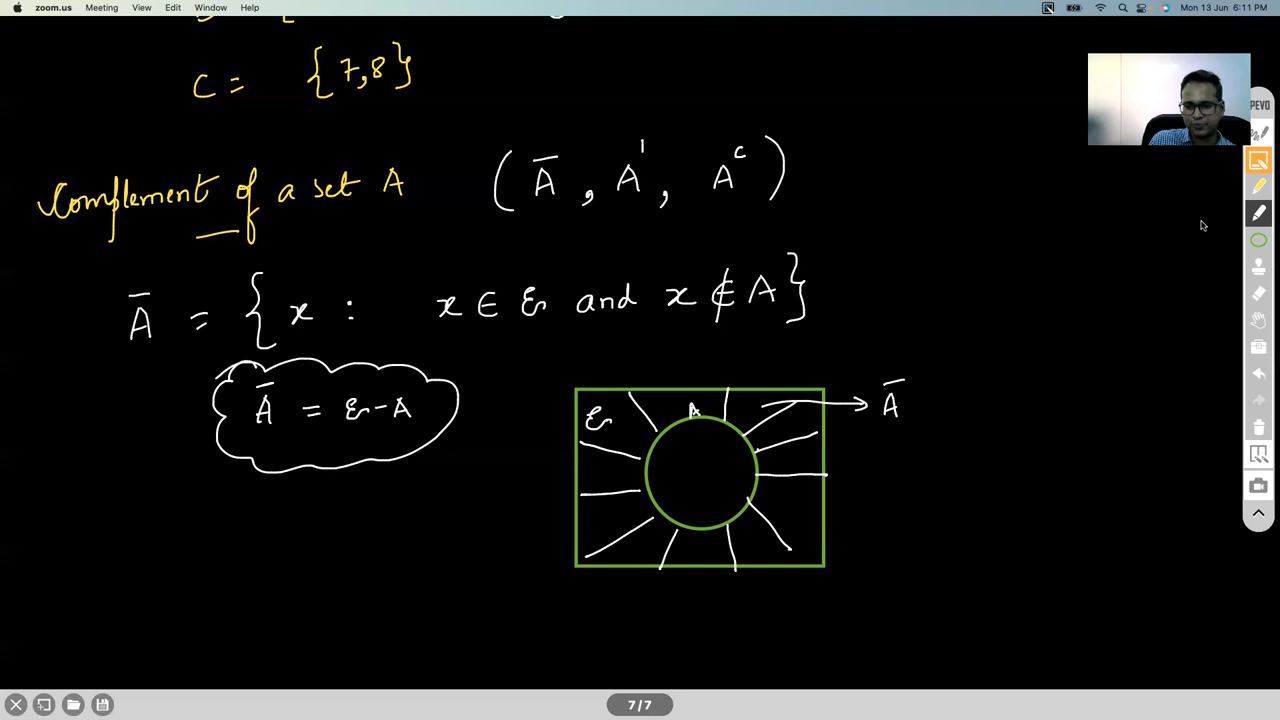 zoom.us Meeting View Edit Window Help Mon 13 Jun 6:11 PM
C = {7,8}
IPEVO
Complement of a set A (Ā, A', Aᶜ)
Ā = {x : x ∈ ℰ and x ∉ A}
Ā = ℰ - A
ℰ A Ā
7/7